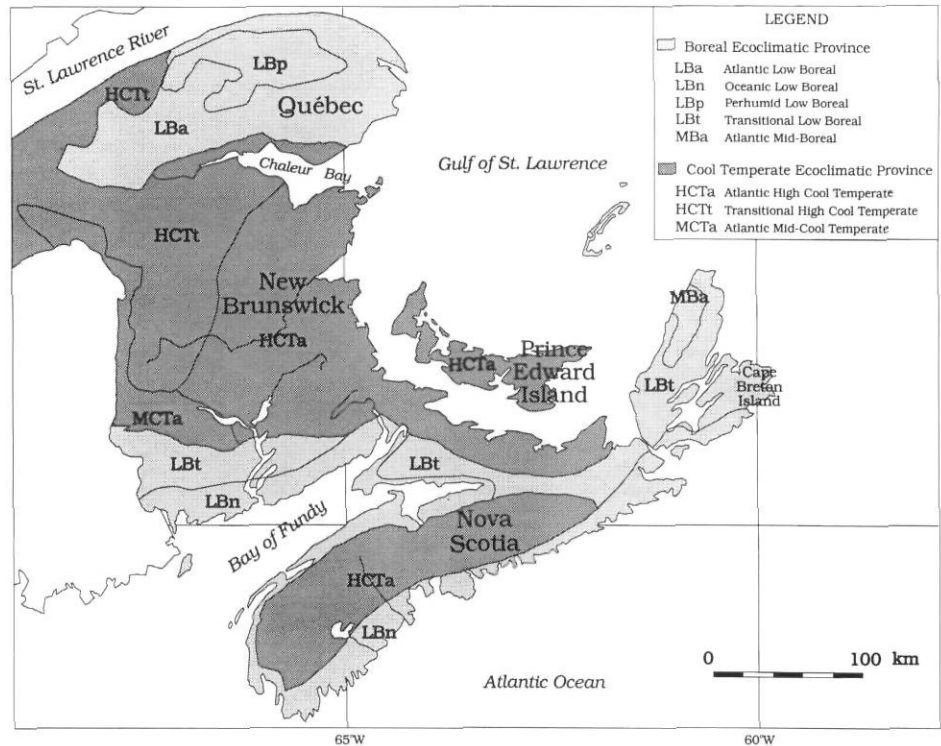 LEGEND
Boreal Ecoclimatic Province
LBa Atlantic Low Boreal
LBn Oceanic Low Boreal
LBp Perhumid Low Boreal
LBt Transitional Low Boreal
MBa Atlantic Mid-Boreal
Cool Temperate Ecoclimatic Province
HCTa Atlantic High Cool Temperate
HCTt Transitional High Cool Temperate
MCTa Atlantic Mid-Cool Temperate
St. Lawrence River
LBp
HCTt
Québec
LBa
Chaleur Bay
Gulf of St. Lawrence
HCTt
New
Brunswick
HCTa
MBa
Prince
Edward
Island
HCTa
LBt
Cape
Breton
Island
MCTa
LBt
LBt
LBn
Bay of Fundy
Nova
Scotia
HCTa
LBn
0 100 km
Atlantic Ocean
65°W
60°W